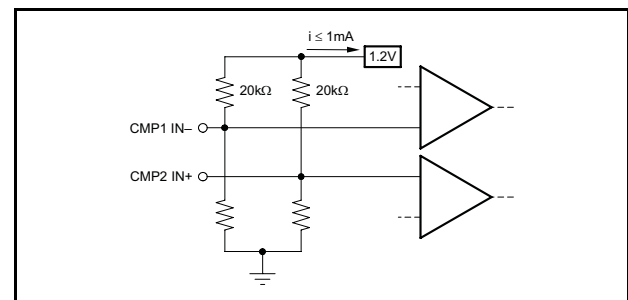 i ≤ 1mA
1.2V
20kΩ 20kΩ
CMP1 IN–
CMP2 IN+